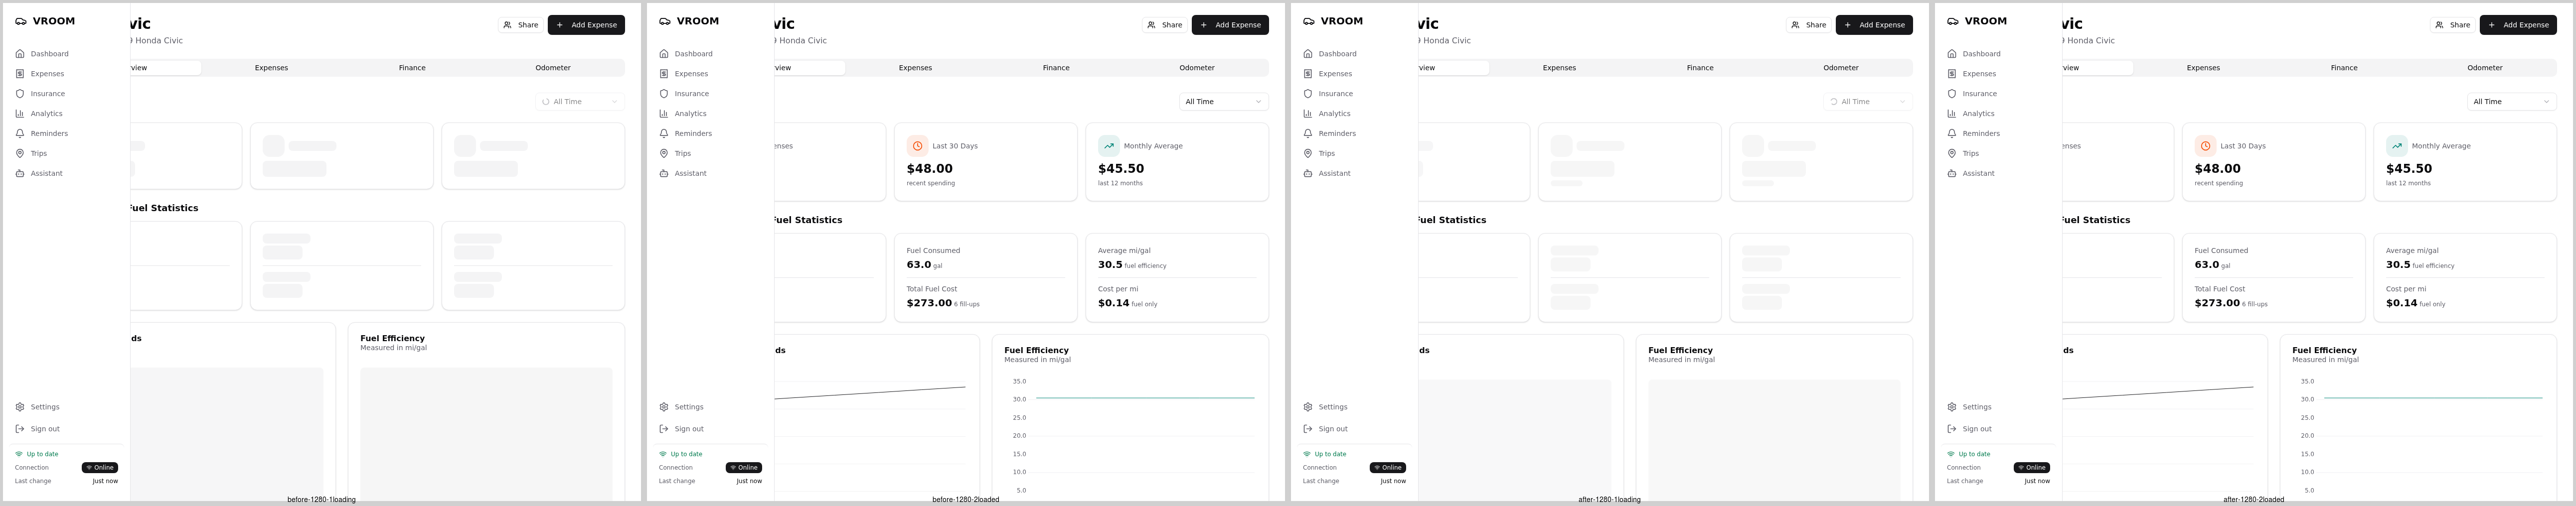 VROOM
Dashboard
Expenses
Insurance
Analytics
Reminders
Trips
Assistant
Settings
Sign out
Up to date
Connection Online
Last change Just now
vic
Honda Civic
Share
Add Expense
view Expenses Finance Odometer
All Time
Fuel Statistics
ds
Fuel Efficiency
Measured in mi/gal
before-1280-1loading
VROOM
Dashboard
Expenses
Insurance
Analytics
Reminders
Trips
Assistant
Settings
Sign out
Up to date
Connection Online
Last change Just now
vic
Honda Civic
Share
Add Expense
view Expenses Finance Odometer
All Time
enses
Last 30 Days
$48.00
recent spending
Monthly Average
$45.50
last 12 months
Fuel Statistics
Fuel Consumed
63.0 gal
Total Fuel Cost
$273.00 6 fill-ups
Average mi/gal
30.5 fuel efficiency
Cost per mi
$0.14 fuel only
ds
Fuel Efficiency
Measured in mi/gal
35.0
30.0
25.0
20.0
15.0
10.0
5.0
before-1280-2loaded
VROOM
Dashboard
Expenses
Insurance
Analytics
Reminders
Trips
Assistant
Settings
Sign out
Up to date
Connection Online
Last change Just now
vic
Honda Civic
Share
Add Expense
view Expenses Finance Odometer
All Time
Fuel Statistics
ds
Fuel Efficiency
Measured in mi/gal
after-1280-1loading
VROOM
Dashboard
Expenses
Insurance
Analytics
Reminders
Trips
Assistant
Settings
Sign out
Up to date
Connection Online
Last change Just now
vic
Honda Civic
Share
Add Expense
view Expenses Finance Odometer
All Time
enses
Last 30 Days
$48.00
recent spending
Monthly Average
$45.50
last 12 months
Fuel Statistics
Fuel Consumed
63.0 gal
Total Fuel Cost
$273.00 6 fill-ups
Average mi/gal
30.5 fuel efficiency
Cost per mi
$0.14 fuel only
ds
Fuel Efficiency
Measured in mi/gal
35.0
30.0
25.0
20.0
15.0
10.0
5.0
after-1280-2loaded